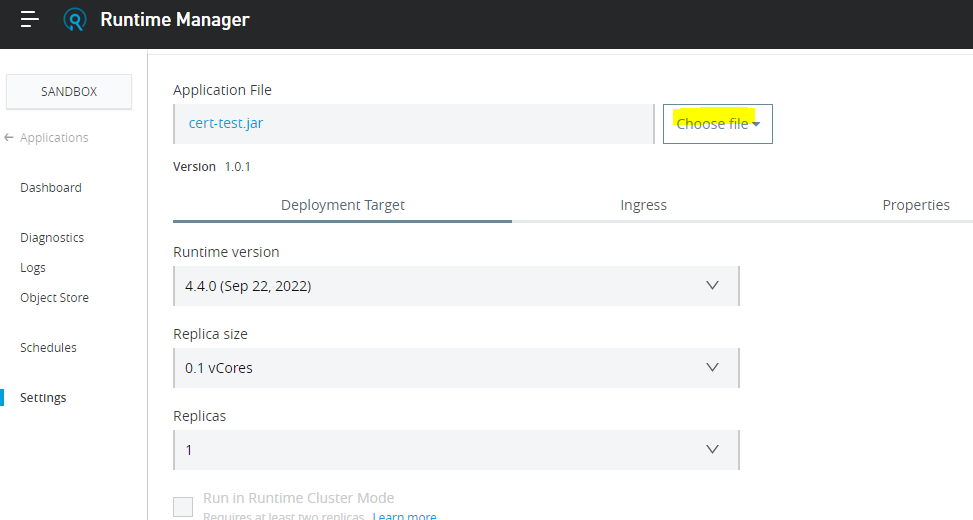 Runtime Manager
SANDBOX
Applications
Dashboard
Diagnostics
Logs
Object Store
Schedules
Settings
Application File
cert-test.jar
Choose file
Version 1.0.1
Deployment Target
Ingress
Properties
Runtime version
4.4.0 (Sep 22, 2022)
Replica size
0.1 vCores
Replicas
1
Run in Runtime Cluster Mode
Requires at least two replicas. Learn more